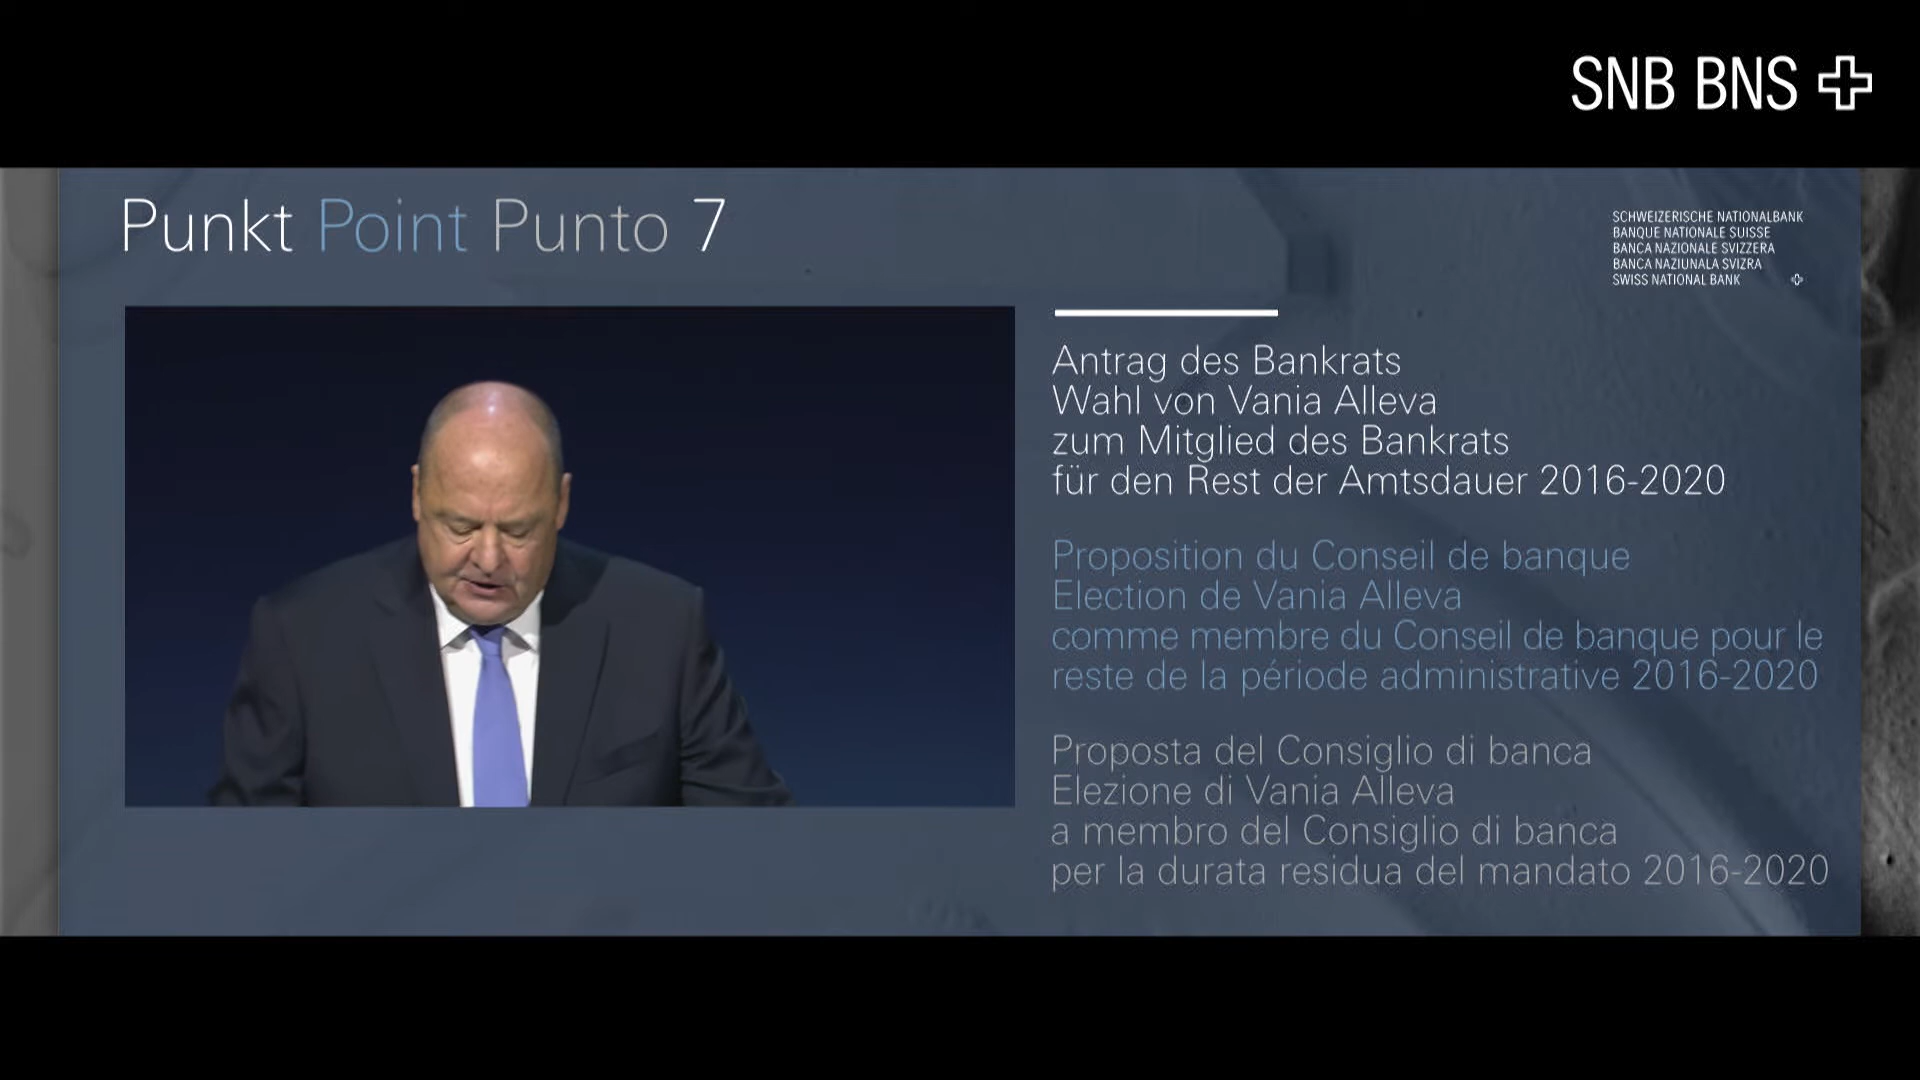 SNB BNS
Punkt Point Punto 7
SCHWEIZERISCHE NATIONALBANK
BANQUE NATIONALE SUISSE
BANCA NAZIONALE SVIZZERA
BANCA NAZIUNALA SVIZRA
SWISS NATIONAL BANK
Antrag des Bankrats
Wahl von Vania Alleva
zum Mitglied des Bankrats
für den Rest der Amtsdauer 2016-2020
Proposition du Conseil de banque
Election de Vania Alleva
comme membre du Conseil de banque pour le
reste de la période administrative 2016-2020
Proposta del Consiglio di banca
Elezione di Vania Alleva
a membro del Consiglio di banca
per la durata residua del mandato 2016-2020